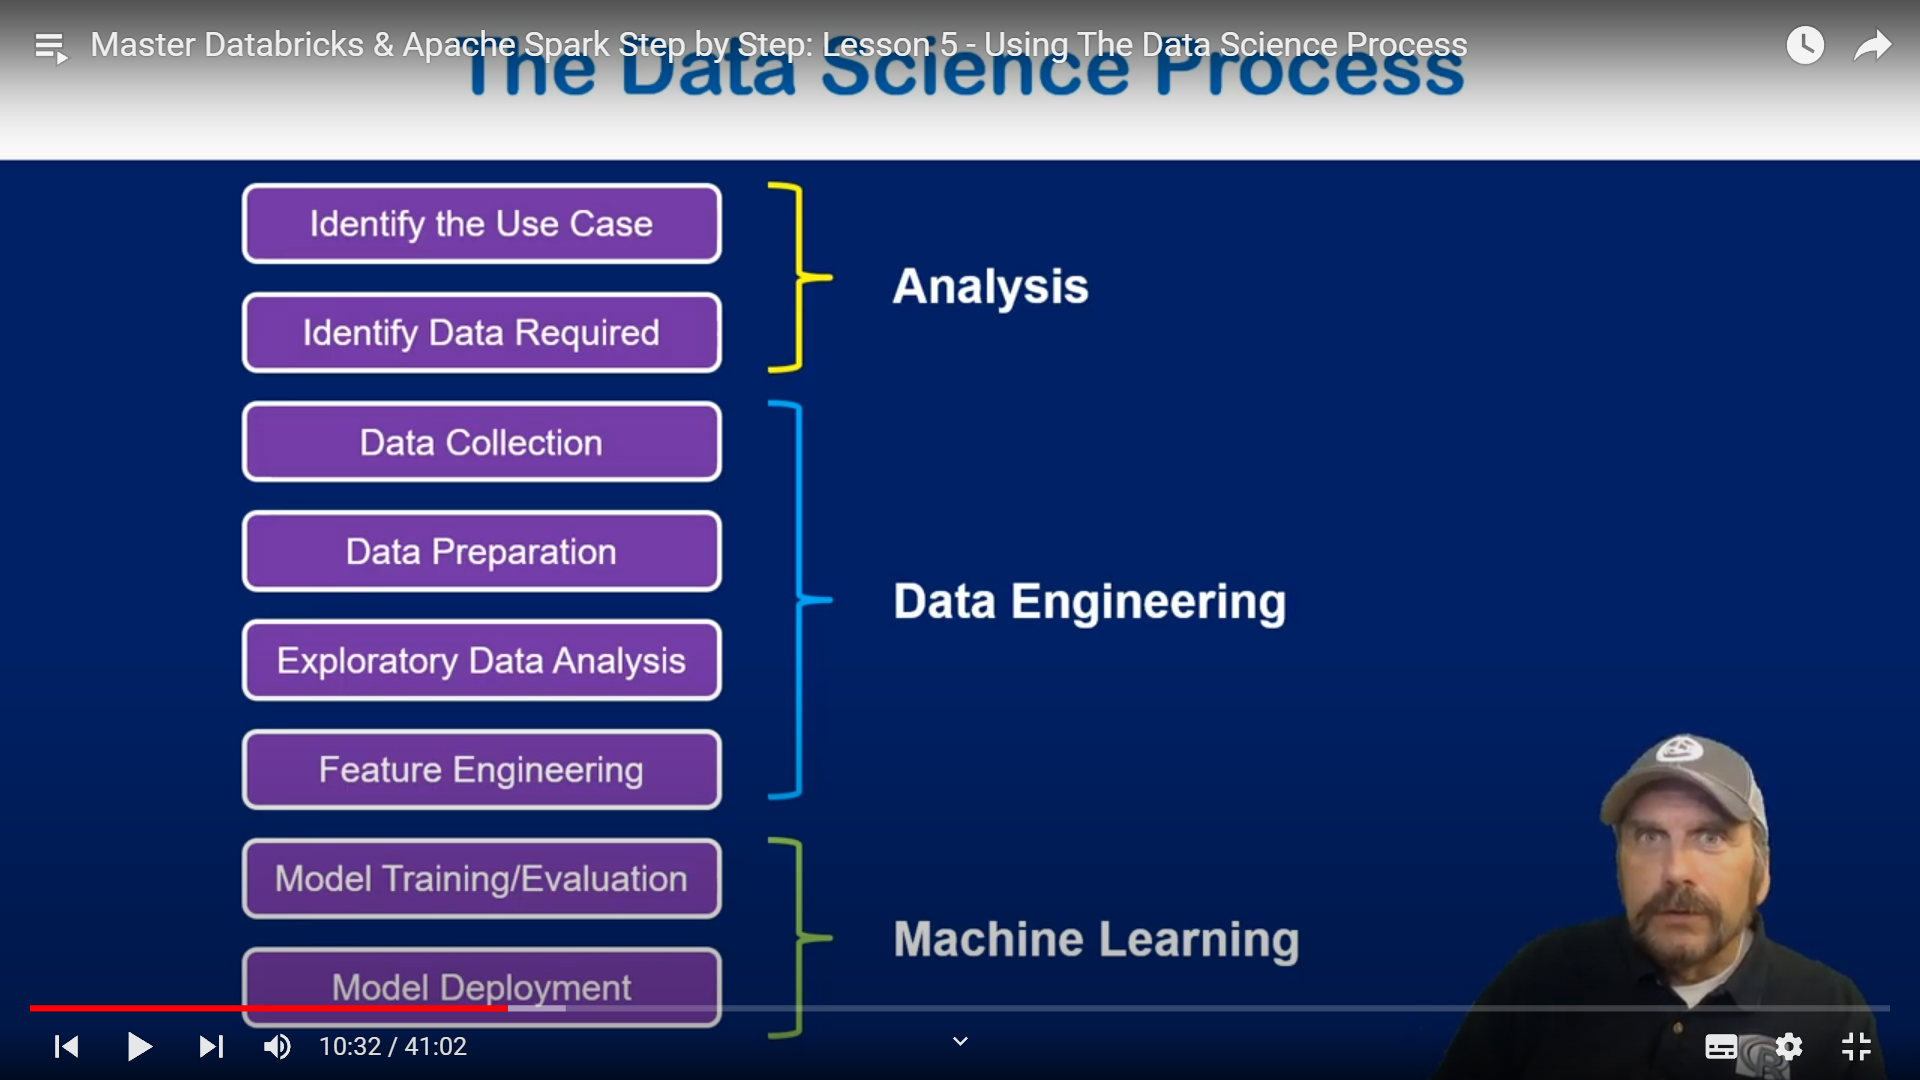 Master Databricks & Apache Spark Step by Step: Lesson 5 - Using The Data Science Process
The Data Science Process
Identify the Use Case
Identify Data Required
Analysis
Data Collection
Data Preparation
Exploratory Data Analysis
Feature Engineering
Data Engineering
Model Training/Evaluation
Model Deployment
Machine Learning
10:32 / 41:02
R